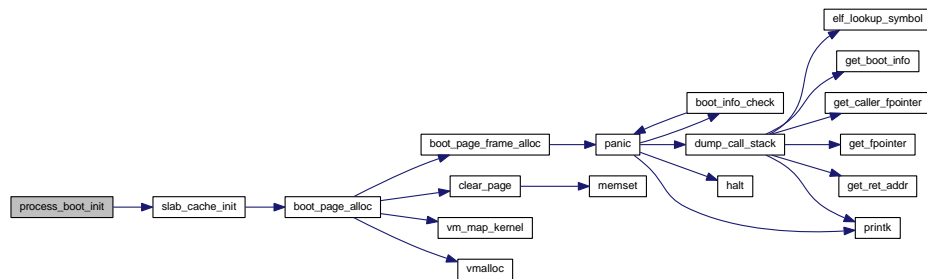 process_boot_init
slab_cache_init
boot_page_alloc
boot_page_frame_alloc
clear_page
vm_map_kernel
vmalloc
panic
memset
boot_info_check
dump_call_stack
halt
elf_lookup_symbol
get_boot_info
get_caller_fpointer
get_fpointer
get_ret_addr
printk